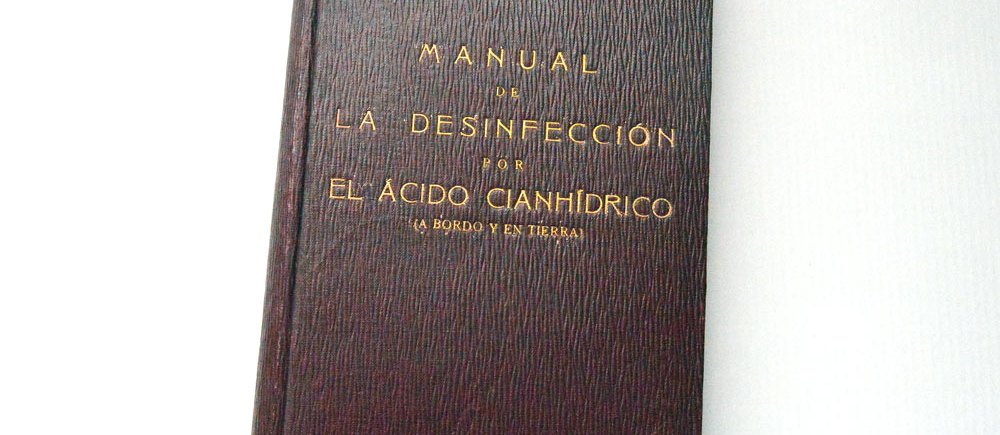 MANUAL
DE
LA DESINFECCIÓN
POR
EL ÁCIDO CIANHÍDRICO
(A BORDO Y EN TIERRA)